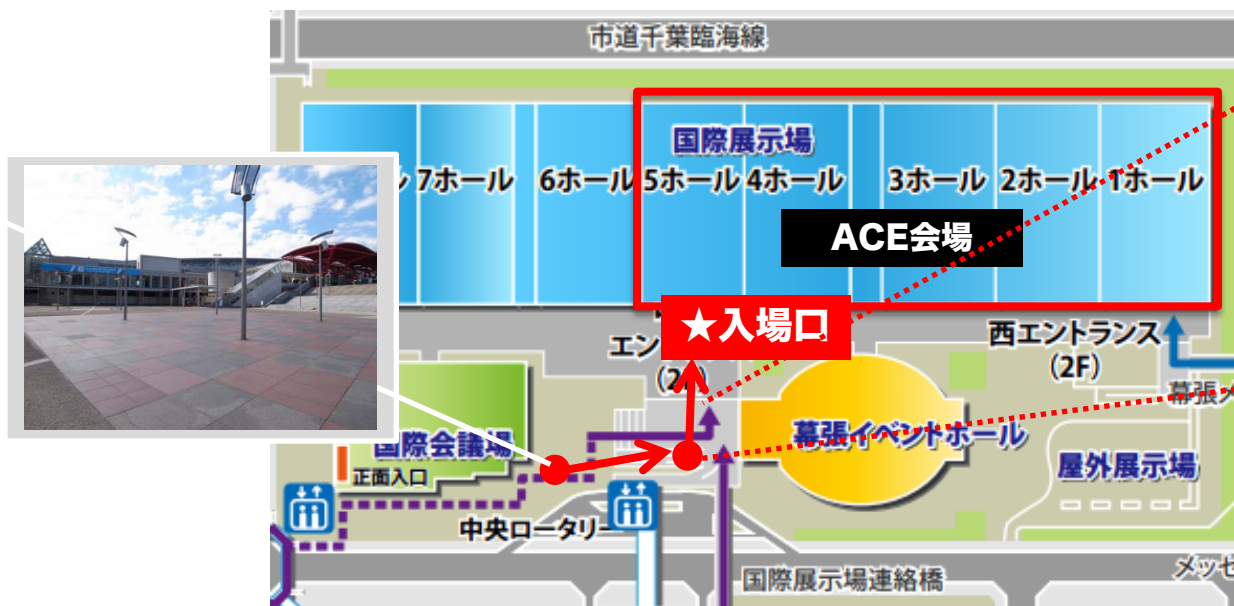 市道千葉臨海線
国際展示場
ル
7ホール
6ホール
5ホール
4ホール
3ホール
2ホール
1ホール
ACE会場
★入場口
エン
(2
西エントランス
(2F)
幕張メ
国際会議場
正面入口
幕張イベントホール
屋外展示場
中央ロータリー
国際展示場連絡橋
メッセ